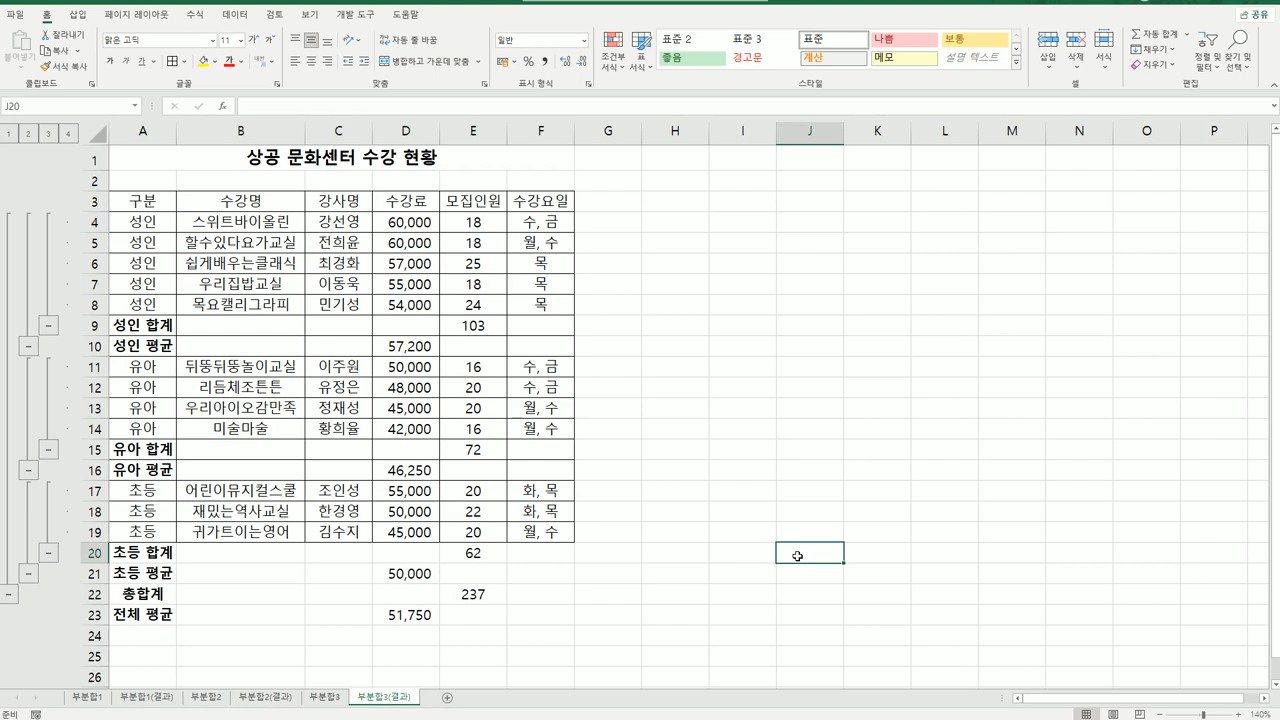 파일 홈 삽입 페이지 레이아웃 수식 데이터 검토 보기 개발 도구 도움말 공유
붙여넣기 잘라내기 복사 서식 복사 클립보드
맑은 고딕 11 가 가 가 글꼴
자동 줄 바꿈 병합하고 가운데 맞춤 맞춤
일반 % 표시 형식
조건부 서식 표 서식 표준 2 표준 3 표준 나쁨 보통
좋음 경고문 계산 메모 설명 텍스트 스타일
삽입 삭제 서식 셀
자동 합계 채우기 지우기 정렬 및 필터 찾기 및 선택 편집
J20 fx
1 2 3 4 A B C D E F G H I J K L M N O P
1 상공 문화센터 수강 현황
2
3 구분 수강명 강사명 수강료 모집인원 수강요일
4 성인 스위트바이올린 강선영 60,000 18 수, 금
5 성인 할수있다요가교실 전희윤 60,000 18 월, 수
6 성인 쉽게배우는클래식 최경화 57,000 25 목
7 성인 우리집밥교실 이동욱 55,000 18 목
8 성인 목요캘리그라피 민기성 54,000 24 목
9 성인 합계 103
10 성인 평균 57,200
11 유아 뒤뚱뒤뚱놀이교실 이주원 50,000 16 수, 금
12 유아 리듬체조튼튼 유정은 48,000 20 수, 금
13 유아 우리아이오감만족 정재성 45,000 20 월, 수
14 유아 미술마술 황희율 42,000 16 월, 수
15 유아 합계 72
16 유아 평균 46,250
17 초등 어린이뮤지컬스쿨 조인성 55,000 20 화, 목
18 초등 재밌는역사교실 한경영 50,000 22 화, 목
19 초등 귀가트이는영어 김수지 45,000 20 월, 수
20 초등 합계 62
21 초등 평균 50,000
22 총합계 237
23 전체 평균 51,750
24
25
26
부분합1 부분합1(결과) 부분합2 부분합2(결과) 부분합3 부분합3(결과)
준비 140%